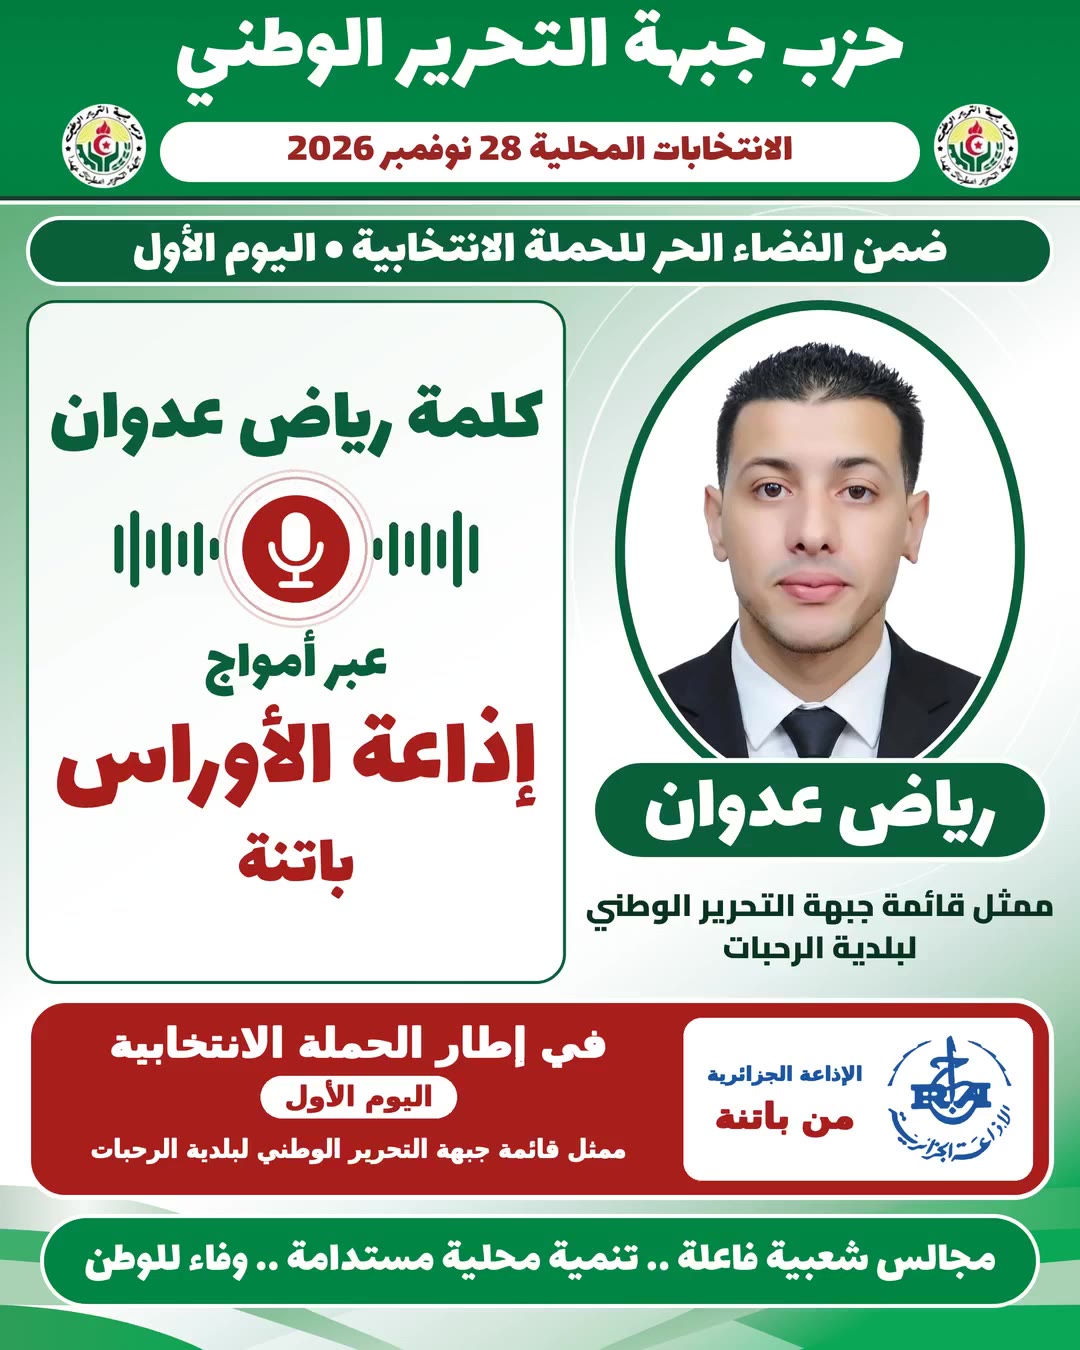 حزب جبهة التحرير الوطني
الانتخابات المحلية 28 نوفمبر 2026
ضمن الفضاء الحر للحملة الانتخابية • اليوم الأول
كلمة رياض عدوان
عبر أمواج
إذاعة الأوراس
باتنة
رياض عدوان
ممثل قائمة جبهة التحرير الوطني
لبلدية الرحبات
في إطار الحملة الانتخابية
اليوم الأول
ممثل قائمة جبهة التحرير الوطني لبلدية الرحبات
الإذاعة الجزائرية
من باتنة
الإذاعة الجزائرية
مجالس شعبية فاعلة .. تنمية محلية مستدامة .. وفاء للوطن